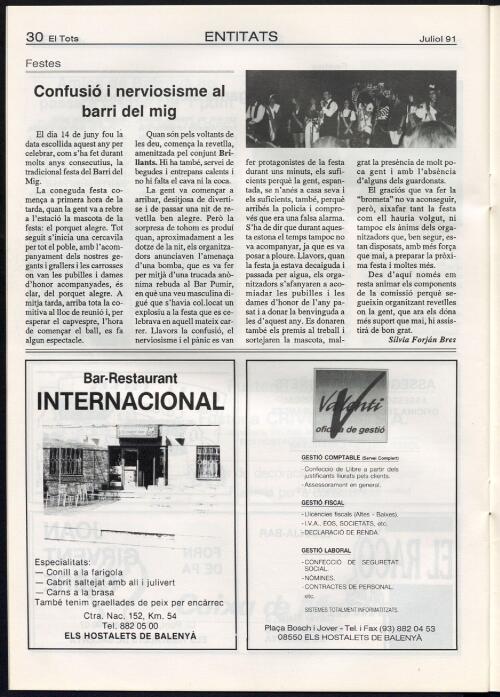 30 El Tots
ENTITATS
Juliol 91
Festes
Confusió i nerviosisme al
barri del mig
El dia 14 de juny fou la
data escollida aquest any per
celebrar, com s'ha fet durant
molts anys consecutius, la
tradicional festa del Barri del
Mig.
La coneguda festa co-
mença a primera hora de la
tarda, quan la gent va a rebre
a l'estació la mascota de la
festa: el porquet alegre. Tot
seguit s'inicia una cercavila
per tot el poble, amb l'acom-
panyament dels nostres ge-
gants i grallers i les carrosses
on van les pubilles i dames
d'honor acompanyades, és
clar, del porquet alegre. A
mitja tarda, arriba tota la co-
mitiva al lloc de reunió i, per
esperar el capvespre, l'hora
de començar el ball, es fa
algun espectacle.
Quan són pels voltants de
les deu, comença la revetlla,
amenitzada pel conjunt Bri-
llants. Hi ha també, servei de
begudes i entrepans calents i
no hi falta el cava ni la coca.
La gent va començar a
arribar, desitjosa de diverti-
se i de passar una nit de re-
vetlla ben alegre. Però la
sorpresa de tohom es produí
quan, aproximadament a les
dotze de la nit, els organitza-
dors anunciaven l'amenaça
d'una bomba, que es va fer
per mitjà d'una trucada anò-
nima rebuda al Bar Pumir,
en què una veu masculina di-
gué que s'havia col.locat un
explosiu a la festa que es ce-
lebrava en aquell mateix car-
rer. Llavors la confusió, el
nerviosisme i el pànic es van
fer protagonistes de la festa
duran uns minuts, els sufi-
cients perquè la gent, espan-
tada, se n'anés a casa seva i
els suficients, també, perquè
arribés la policia i compro-
vés que era una falsa alarma.
S'ha de dir que durant aques-
ta estona el temps tampoc no
va acompanyar, ja que es va
posar a ploure. Llavors, quan
la festa ja estava decaiguda i
passada per aigua, els orga-
nitzadors s'afanyaren a aco-
miadar les pubilles i les
dames d'honor de l'any pa-
sat i a donar la benvinguda a
les d'aquest any. Es donaren
també els premis al treball i
sortejaren la mascota, mal-
grat la presència de molt po-
ca gent i amb l'absència
d'alguns dels guardonats.
El graciós que va fer la
"brometa" no va aconseguir,
però, aixafar tant la festa
com ell hauria volgut, ni
tampoc els ànims dels organit-
zadors que, ben segur, es-
tan disposats, amb més força
que mai, a preparar la pròxi-
ma festa i moltes més.
Des d'aquí només em
resta animar els components
de la comissió perquè se-
gueixin organitzant revetlles
on la gent, que ara els dóna
més suport que mai, hi assis-
tirà de bon grat.
Silvia Forján Brez
Bar-Restaurant
INTERNACIONAL
Especialitats:
— Conill a la farigola
— Cabrit saltejat amb all i julivert
— Carns a la brasa
També tenim graellades de peix per encàrrec
Ctra. Nac. 152, Km. 54
Tel. 882 05 00
ELS HOSTALETS DE BALENYÀ
Valentí
oficina de gestió
GESTIÓ COMPTABLE (Servei Complert)
-Confecció de Llibre a partir dels
justificants lliurats pels clients.
-Assessorament en general.
GESTIÓ FISCAL
-Llicències fiscals (Altes - Baixes).
-I.V.A., EOS, SOCIETATS, etc.
-DECLARACIÓ DE RENDA.
GESTIÓ LABORAL
-CONFECCIÓ DE SEGURETAT
SOCIAL.
-NÒMINES.
-CONTRACTES DE PERSONAL.
etc.
SISTEMES TOTALMENT INFORMATITZATS.
Plaça Bosch i Jover - Tel. i Fax (93) 882 04 53
08550 ELS HOSTALETS DE BALENYÀ